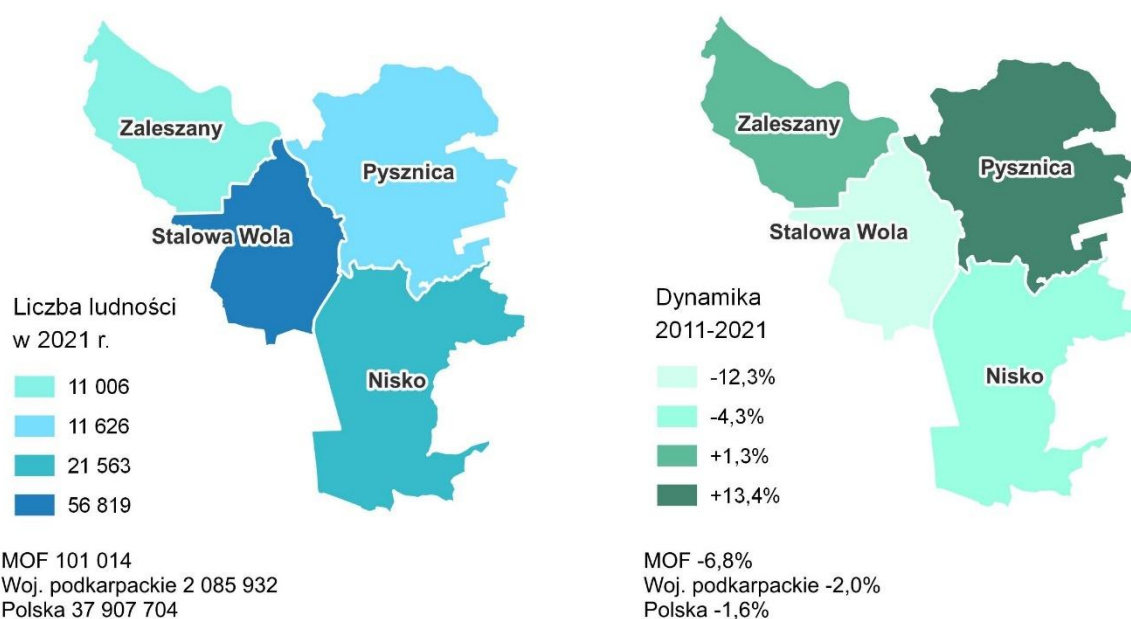 Zaleszany
Pysznica
Stalowa Wola
Nisko
Liczba ludności
w 2021 r.
11 006
11 626
21 563
56 819
MOF 101 014
Woj. podkarpackie 2 085 932
Polska 37 907 704
Zaleszany
Pysznica
Stalowa Wola
Nisko
Dynamika
2011-2021
-12,3%
-4,3%
+1,3%
+13,4%
MOF -6,8%
Woj. podkarpackie -2,0%
Polska -1,6%